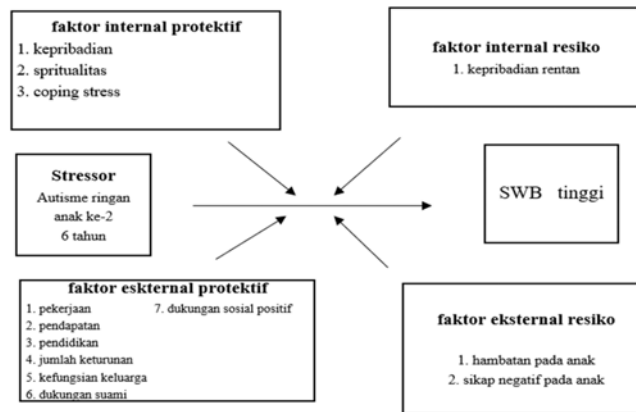 faktor internal protektif
1. kepribadian
2. spritualitas
3. coping stress
faktor internal resiko
1. kepribadian rentan
Stressor
Autisme ringan
anak ke-2
6 tahun
SWB tinggi
faktor eskternal protektif
1. pekerjaan
2. pendapatan
3. pendidikan
4. jumlah keturunan
5. kefungsian keluarga
6. dukungan suami
7. dukungan sosial positif
faktor eksternal resiko
1. hambatan pada anak
2. sikap negatif pada anak